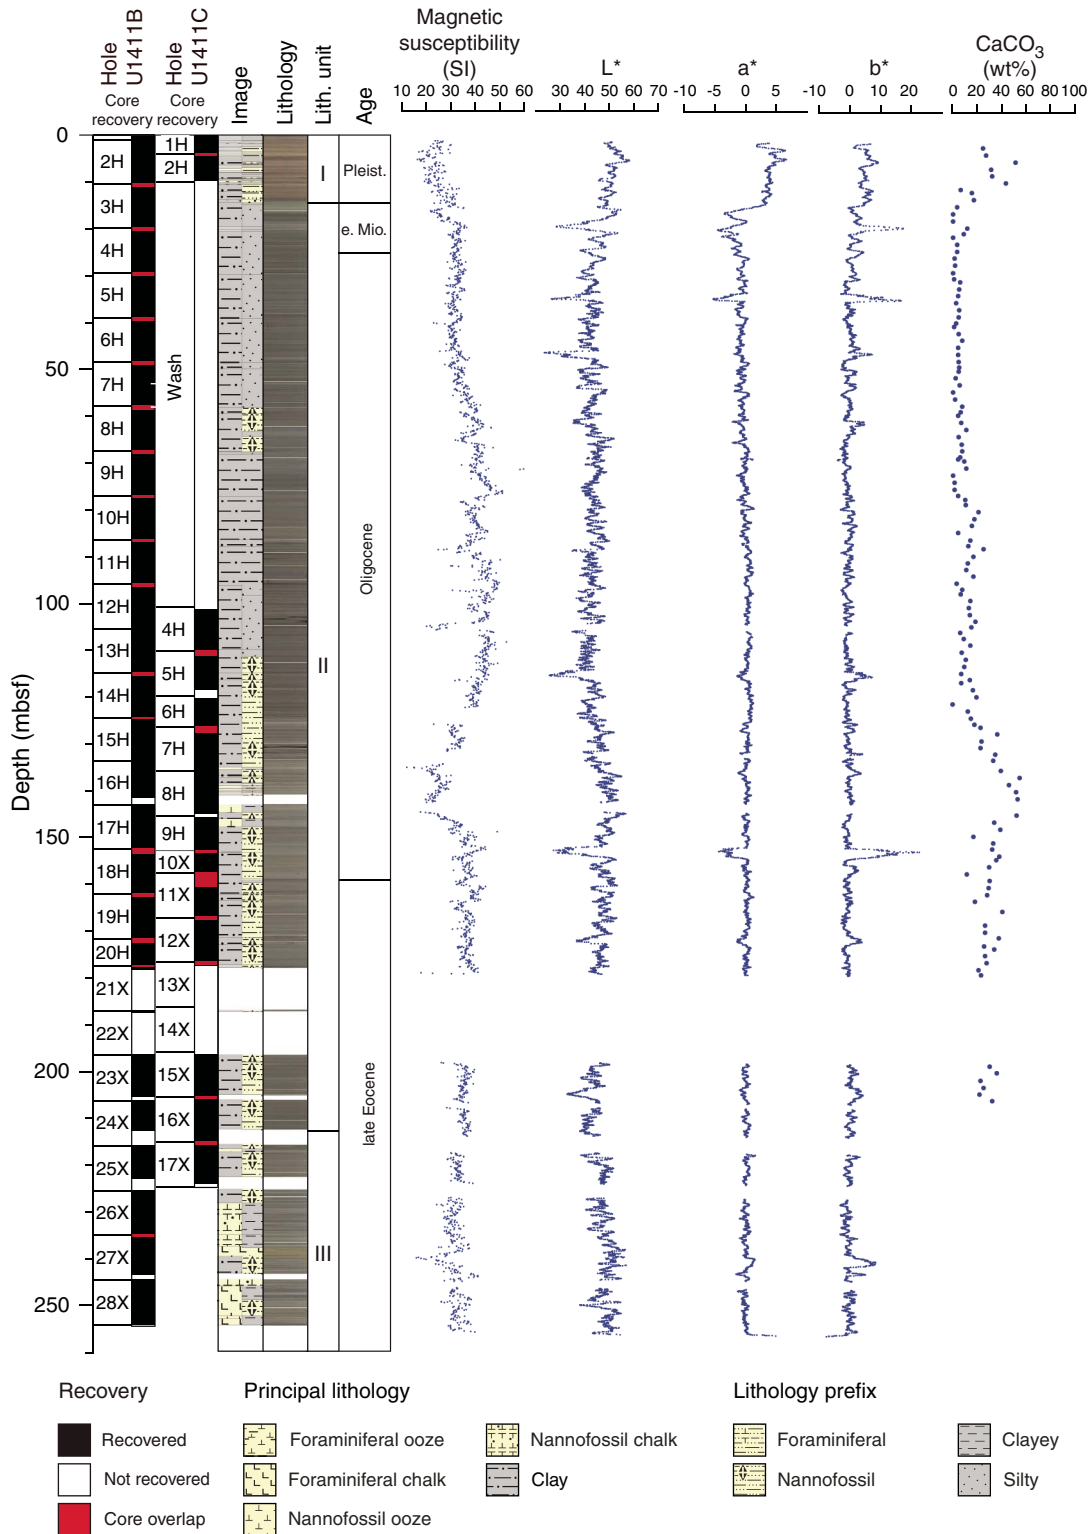 Hole
U1411B
Core
recovery
Hole
U1411C
Core
recovery
Image
Lithology
Lith. unit
Age
Magnetic
susceptibility
(SI)
10 20 30 40 50 60
L*
30 40 50 60 70
a*
-10 -5 0 5
b*
-10 0 10 20
CaCO3
(wt%)
0 20 40 60 80 100
Depth (mbsf)
0
50
100
150
200
250
2H
3H
4H
5H
6H
7H
8H
9H
10H
11H
12H
13H
14H
15H
16H
17H
18H
19H
20H
21X
22X
23X
24X
25X
26X
27X
28X
1H
2H
Wash
4H
5H
6H
7H
8H
9H
10X
11X
12X
13X
14X
15X
16X
17X
I
II
III
Pleist.
e. Mio.
Oligocene
late Eocene
Recovery
Recovered
Not recovered
Core overlap
Principal lithology
Foraminiferal ooze
Foraminiferal chalk
Nannofossil ooze
Nannofossil chalk
Clay
Lithology prefix
Foraminiferal
Nannofossil
Clayey
Silty